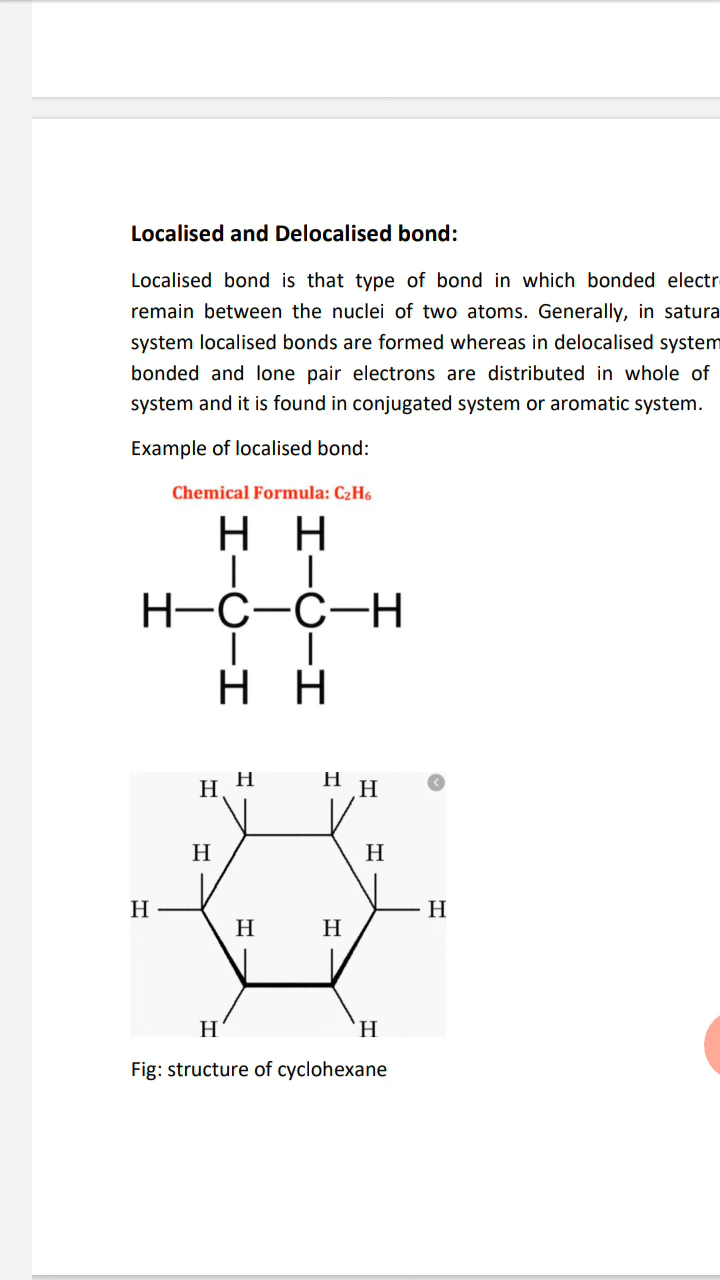 Localised and Delocalised bond:
Localised bond is that type of bond in which bonded
remain between the nuclei of two atoms. Generally, in
system localised bonds are formed whereas in delocalised system
bonded and lone pair electrons are distributed in whole of
system and it is found in conjugated system or aromatic system.
Example of localised bond:
Chemical Formula: C₂H₆
H H
H–C–C–H
H H
H H H H
H H
H H
H H
H H
Fig: structure of cyclohexane